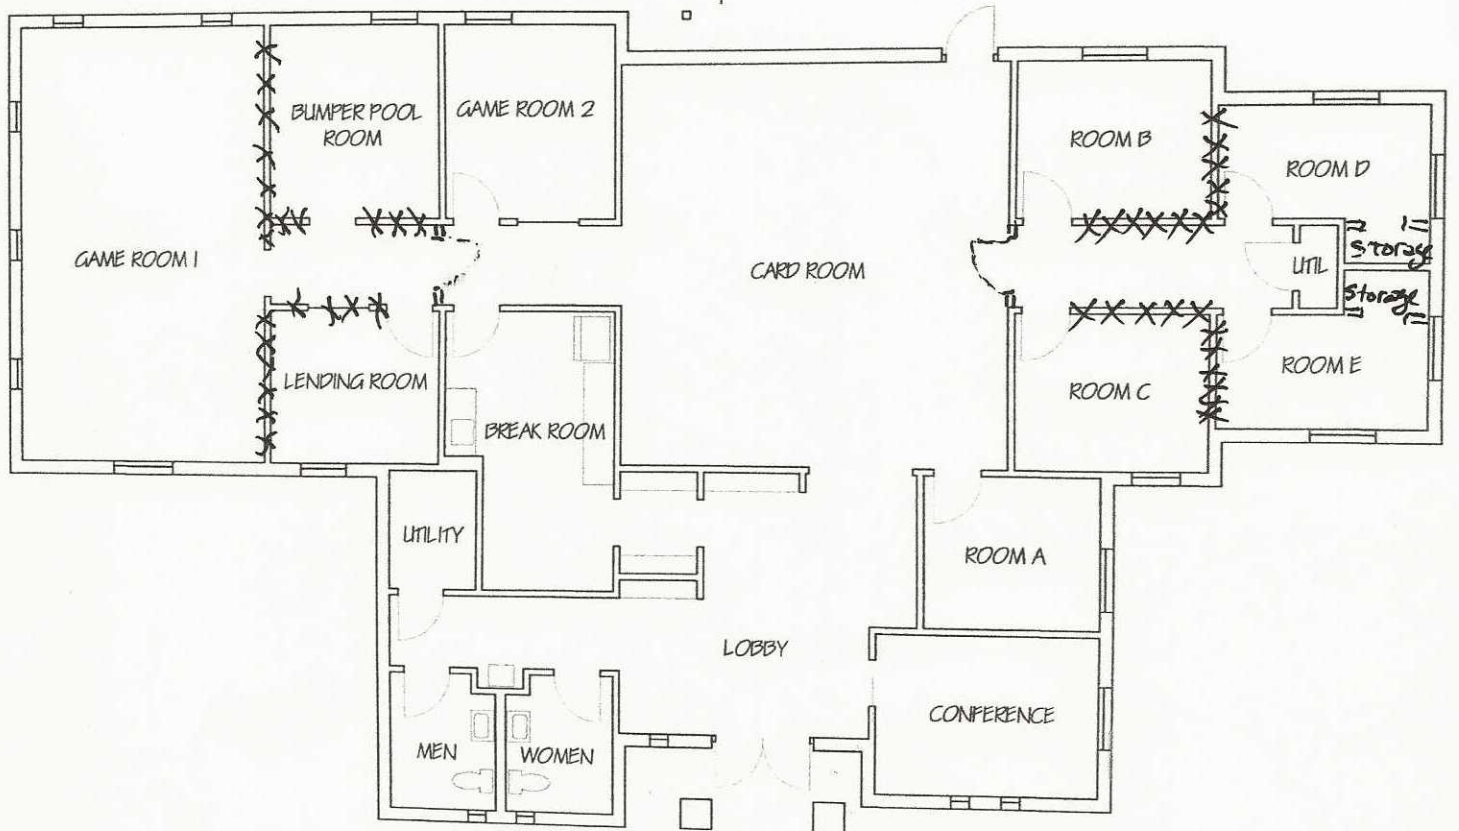 BUMPER POOL
ROOM
GAME ROOM 2
ROOM B
ROOM D
GAME ROOM 1
CARD ROOM
UTIL
Storage
Storage
LENDING ROOM
BREAK ROOM
ROOM C
ROOM E
UTILITY
ROOM A
LOBBY
CONFERENCE
MEN
WOMEN